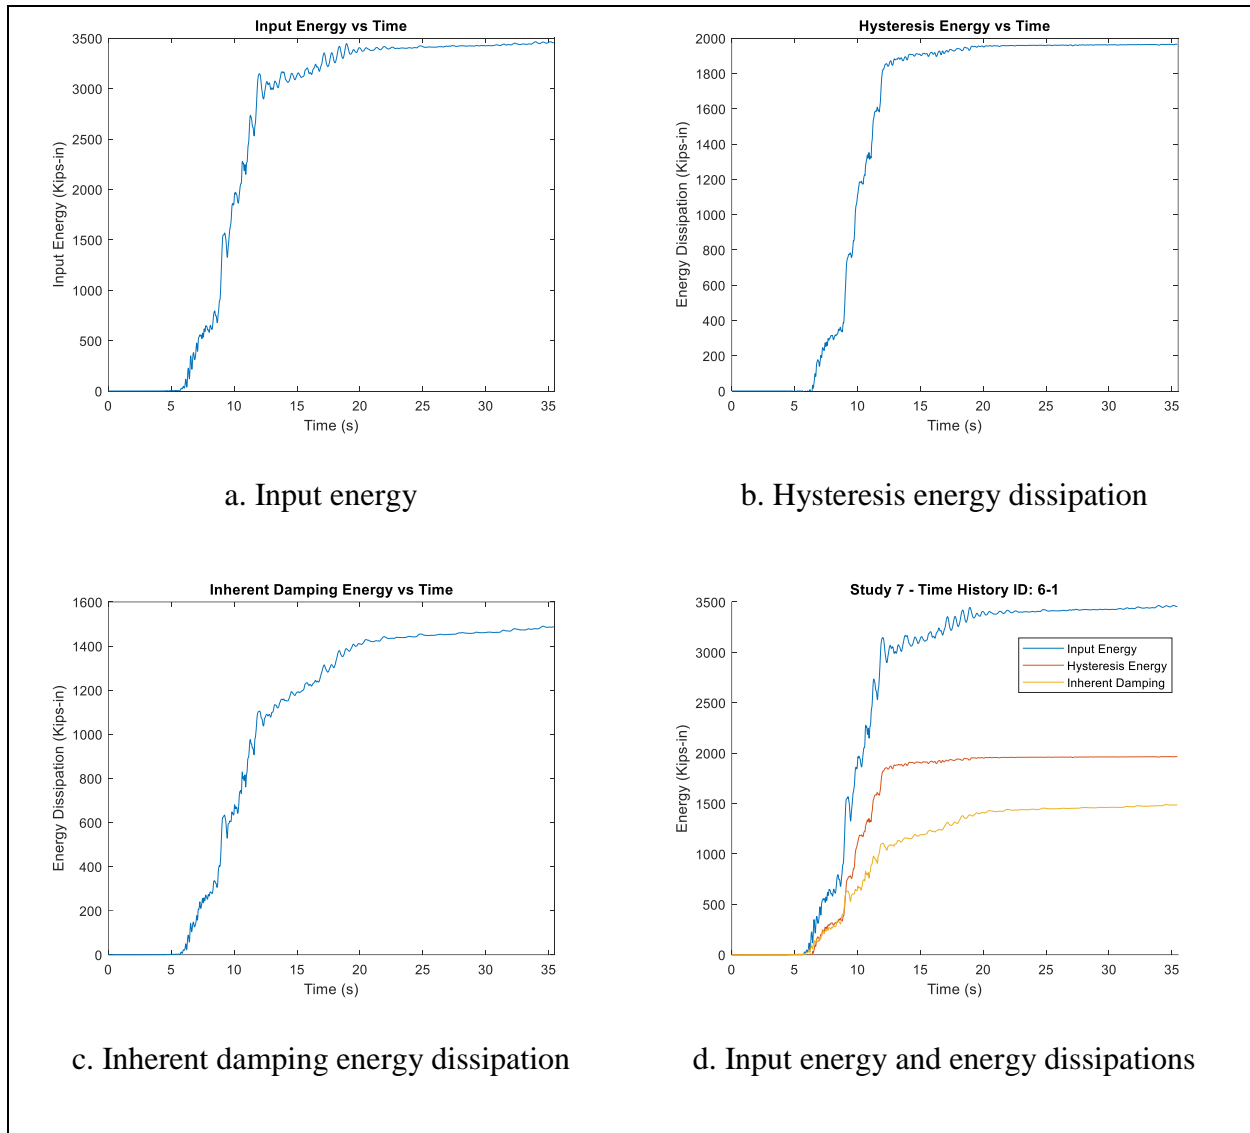 Input Energy vs Time
3500
3000
2500
2000
1500
1000
500
0
0 5 10 15 20 25 30 35
Input Energy (Kips-in)
Time (s)
a. Input energy
Hysteresis Energy vs Time
2000
1800
1600
1400
1200
1000
800
600
400
200
0
0 5 10 15 20 25 30 35
Energy Dissipation (Kips-in)
Time (s)
b. Hysteresis energy dissipation
Inherent Damping Energy vs Time
1600
1400
1200
1000
800
600
400
200
0
0 5 10 15 20 25 30 35
Energy Dissipation (Kips-in)
Time (s)
c. Inherent damping energy dissipation
Study 7 - Time History ID: 6-1
3500
3000
2500
2000
1500
1000
500
0
0 5 10 15 20 25 30 35
Energy (Kips-in)
Time (s)
Input Energy
Hysteresis Energy
Inherent Damping
d. Input energy and energy dissipations